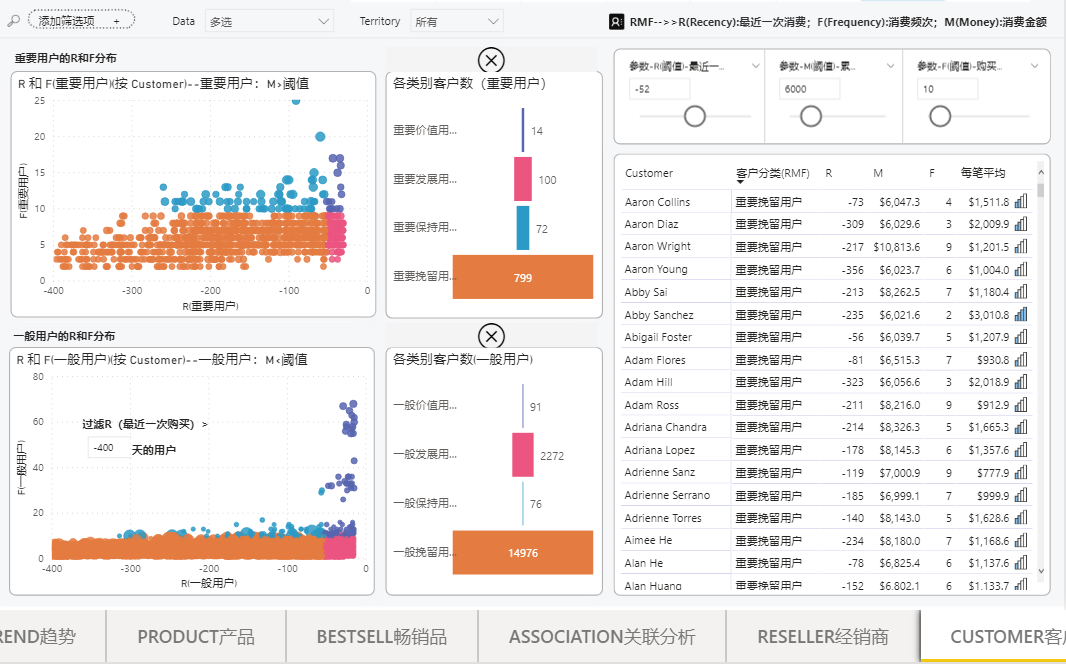 添加筛选项 +
Data 多选
Territory 所有
RMF-->>R(Recency):最近一次消费；F(Frequency):消费频次；M(Money):消费金额
重要用户的R和F分布
R 和 F(重要用户)(按 Customer)--重要用户：M>阈值
F(重要用户)
25
20
15
10
5
0
-400 -300 -200 -100 0
R(重要用户)
各类别客户数（重要用户）
重要价值用... 14
重要发展用... 100
重要保持用... 72
重要挽留用... 799
一般用户的R和F分布
R 和 F(一般用户)(按 Customer)--一般用户：M<阈值
过滤R（最近一次购买）>
-400 天的用户
F(一般用户)
80
60
40
20
0
-400 -300 -200 -100 0
R(一般用户)
各类别客户数(一般用户)
一般价值用... 91
一般发展用... 2272
一般保持用... 76
一般挽留用... 14976
参数-R(阈值)-最近一...
-52
参数-M(阈值)-累...
6000
参数-F(阈值)-购买...
10
Customer 客户分类(RMF) R M F 每笔平均
Aaron Collins 重要挽留用户 -73 $6,047.3 4 $1,511.8
Aaron Diaz 重要挽留用户 -309 $6,029.6 3 $2,009.9
Aaron Wright 重要挽留用户 -217 $10,813.6 9 $1,201.5
Aaron Young 重要挽留用户 -356 $6,023.7 6 $1,004.0
Abby Sai 重要挽留用户 -213 $8,262.5 7 $1,180.4
Abby Sanchez 重要挽留用户 -235 $6,021.6 2 $3,010.8
Abigail Foster 重要挽留用户 -56 $6,039.7 5 $1,207.9
Adam Flores 重要挽留用户 -81 $6,515.3 7 $930.8
Adam Hill 重要挽留用户 -323 $6,056.6 3 $2,018.9
Adam Ross 重要挽留用户 -211 $8,216.0 9 $912.9
Adriana Chandra 重要挽留用户 -214 $8,326.3 5 $1,665.3
Adriana Lopez 重要挽留用户 -178 $8,145.3 6 $1,357.6
Adrienne Sanz 重要挽留用户 -119 $7,000.9 9 $777.9
Adrienne Serrano 重要挽留用户 -185 $6,999.1 7 $999.9
Adrienne Torres 重要挽留用户 -140 $8,143.0 5 $1,628.6
Aimee He 重要挽留用户 -234 $8,180.0 7 $1,168.6
Alan He 重要挽留用户 -78 $6,825.4 6 $1,137.6
Alan Huang 重要挽留用户 -152 $6,802.1 6 $1,133.7
REND趋势 PRODUCT产品 BESTSELL畅销品 ASSOCIATION关联分析 RESELLER经销商 CUSTOMER客